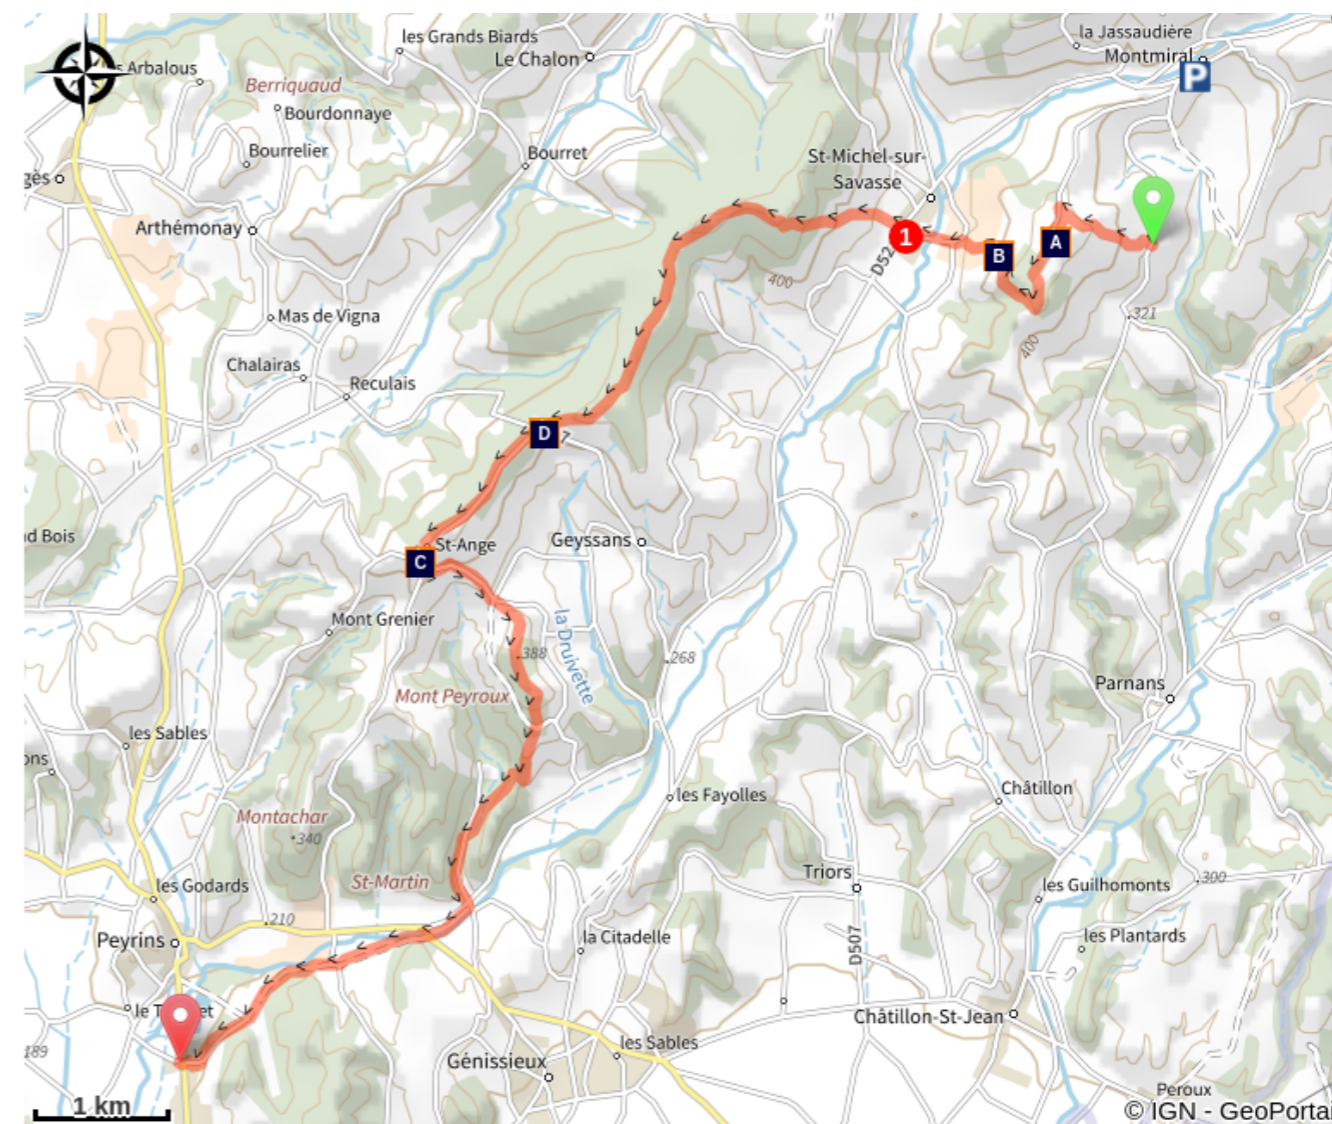 les Grands Biards
Le Chalon
la Jassaudière
Montmiral
P
Arbalous
Berriquaud
Bourdonnaye
Bourrelier
Bourret
St-Michel-sur-
Savasse
Arthémonay
1
A
B
D52
400
321
400
Mas de Vigna
Chalairas
Reculais
D
Geyssans
St-Ange
C
Mont Grenier
la Druivette
388
268
Mont Peyroux
Parnans
les Sables
les Fayolles
Châtillon
Montachar
340
St-Martin
Triors
les Godards
les Guilhomonts
300
210
Peyrins
la Citadelle
D507
les Plantards
Châtillon-St-Jean
189
Génissieux
les Sables
Peroux
1 km
© IGN - GeoPortai